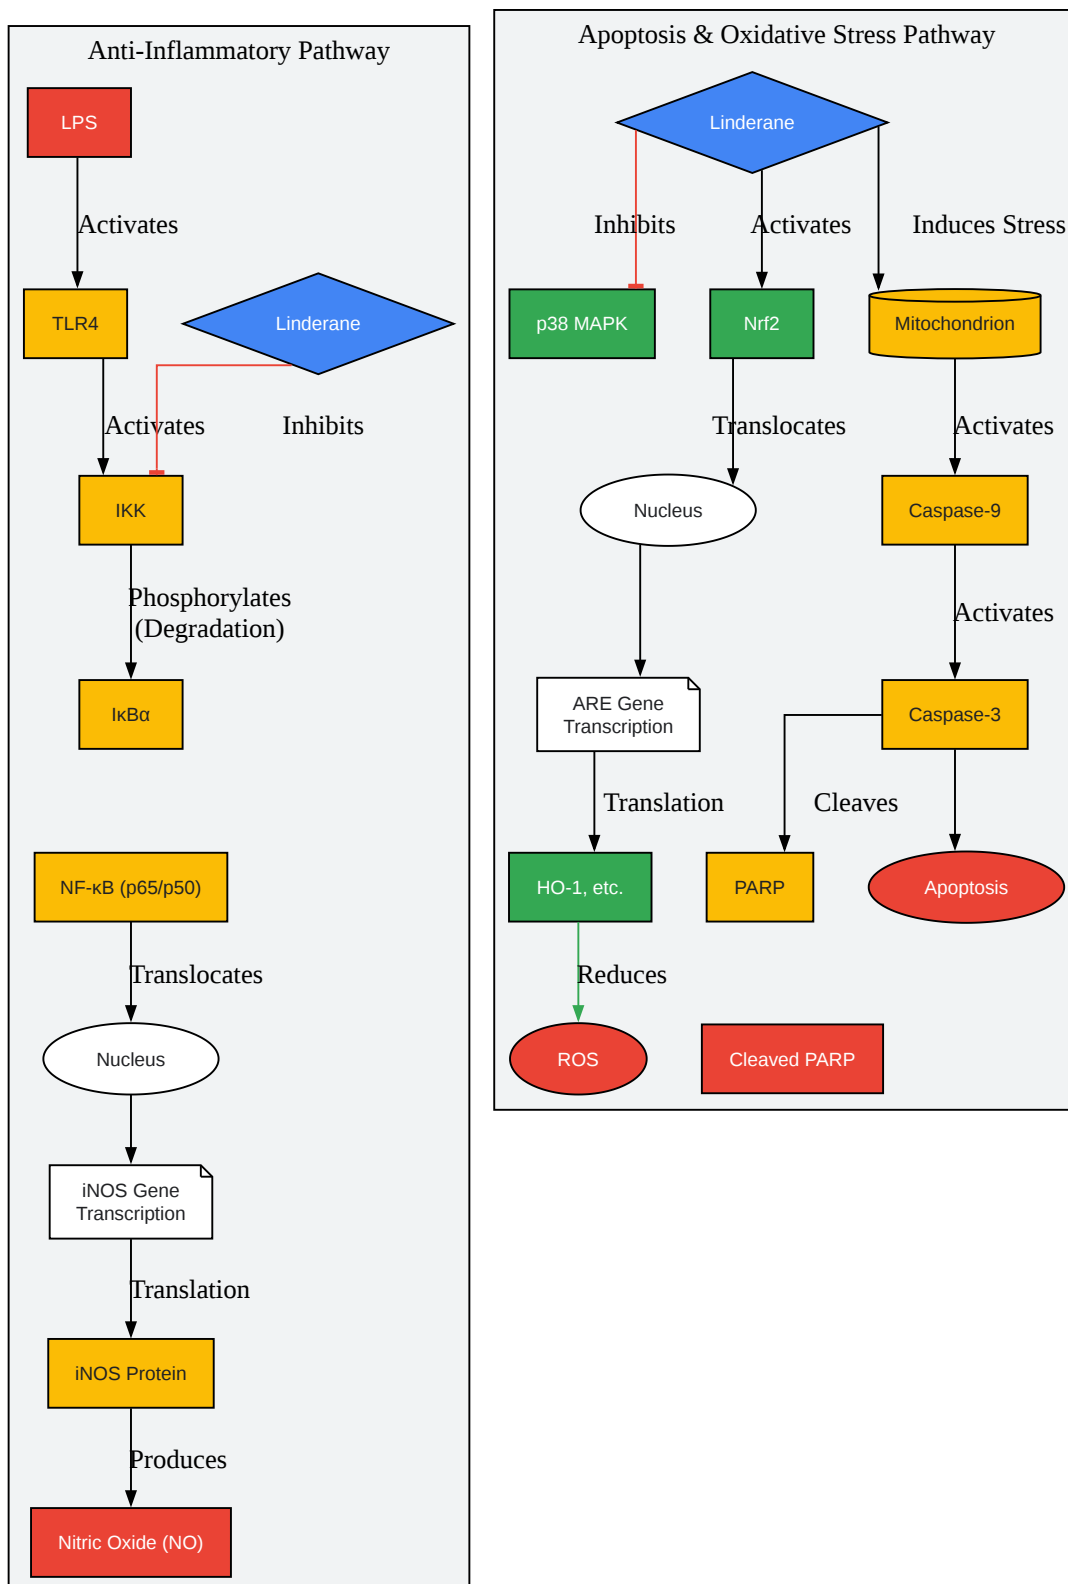 Anti-Inflammatory Pathway
LPS
Activates
TLR4
Linderane
Activates
Inhibits
IKK
Phosphorylates
(Degradation)
IκBα
NF-κB (p65/p50)
Translocates
Nucleus
iNOS Gene
Transcription
Translation
iNOS Protein
Produces
Nitric Oxide (NO)
Apoptosis & Oxidative Stress Pathway
Linderane
Inhibits
Activates
Induces Stress
p38 MAPK
Nrf2
Mitochondrion
Translocates
Activates
Nucleus
Caspase-9
Activates
ARE Gene
Transcription
Caspase-3
Translation
Cleaves
HO-1, etc.
PARP
Apoptosis
Reduces
ROS
Cleaved PARP